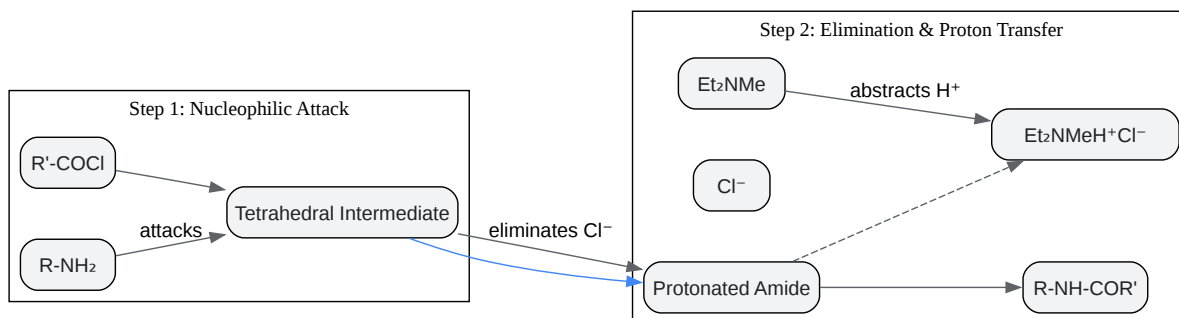 Step 2: Elimination & Proton Transfer
Et₂NMe
abstracts H⁺
Et₂NMeH⁺Cl⁻
Step 1: Nucleophilic Attack
R'-COCl
Cl⁻
Tetrahedral Intermediate
attacks
eliminates Cl⁻
R-NH₂
Protonated Amide
R-NH-COR'